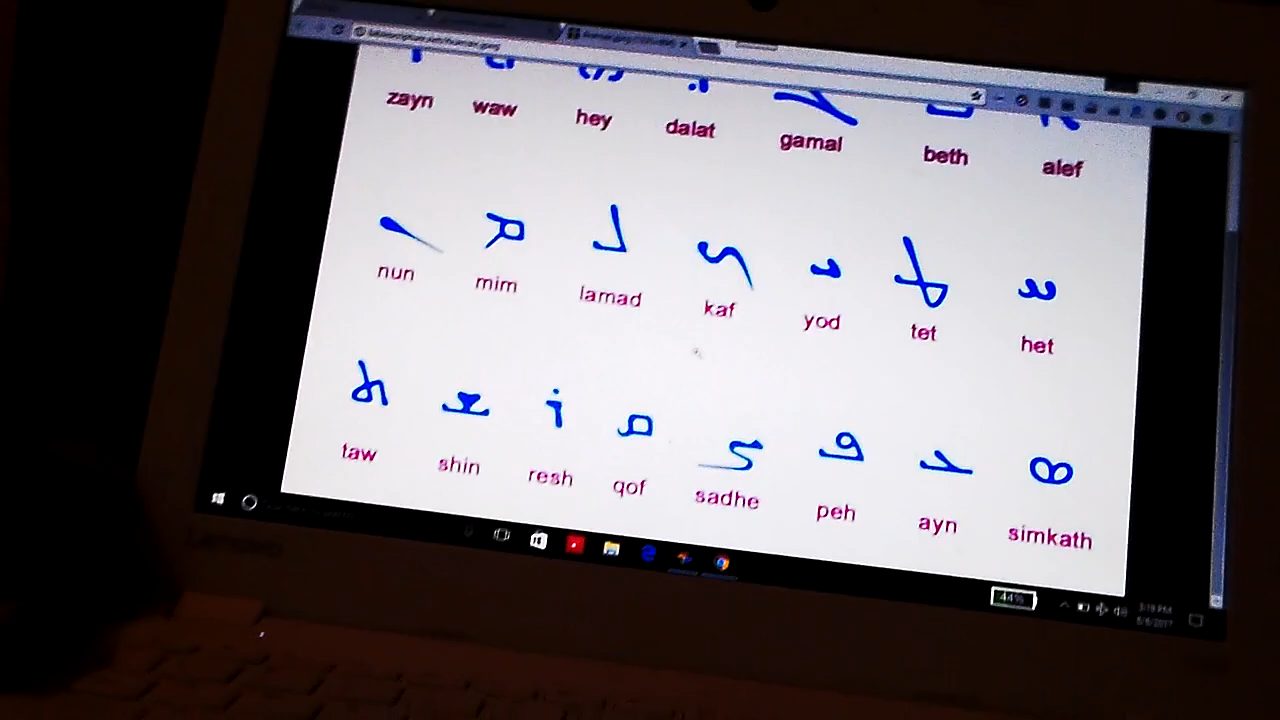 zayn waw hey dalat gamal beth alef
ܢ ܡ ܠ ܟ ܝ ܛ ܚ
nun mim lamad kaf yod tet het
ܬ ܫ ܪ ܩ ܨ ܦ ܥ ܣ
taw shin resh qof sadhe peh ayn simkath
44%